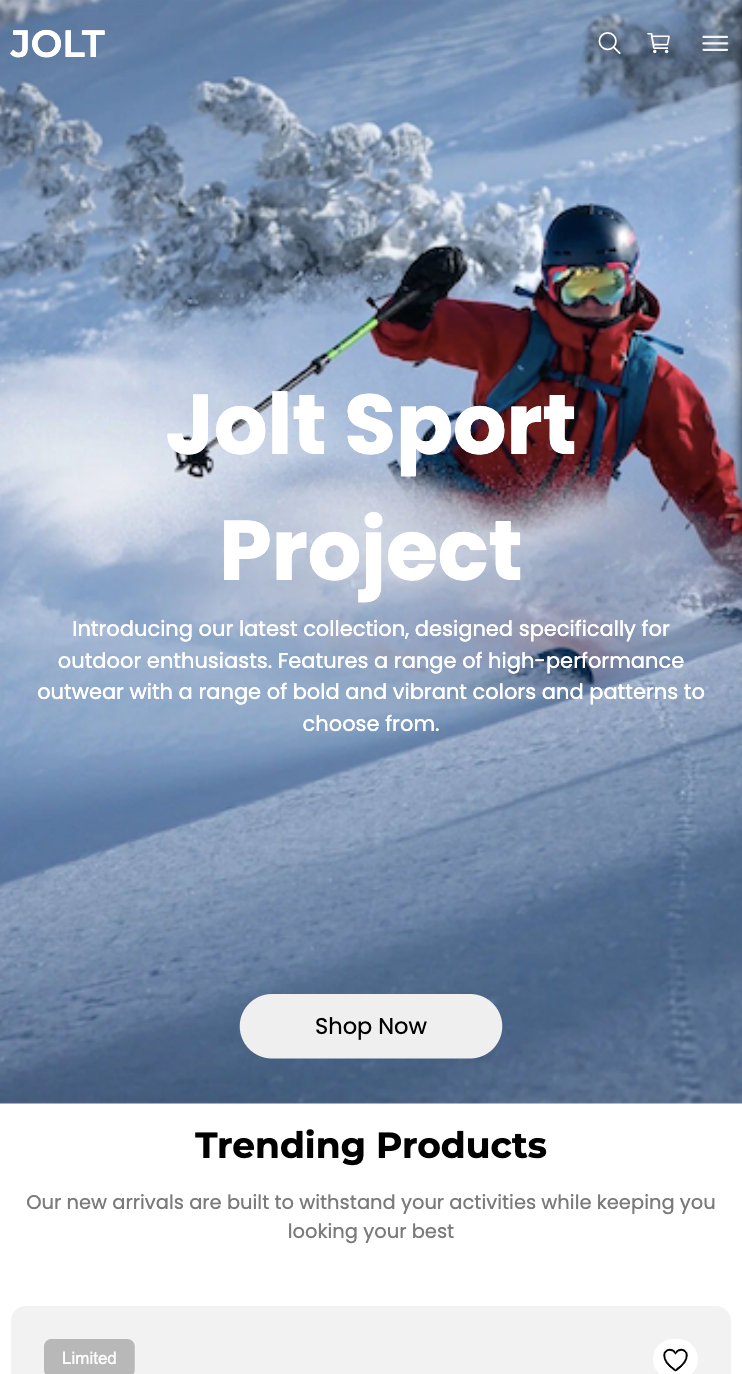 JOLT
Jolt Sport
Project
Introducing our latest collection, designed specifically for
outdoor enthusiasts. Features a range of high-performance
outwear with a range of bold and vibrant colors and patterns to
choose from.
Shop Now
Trending Products
Our new arrivals are built to withstand your activities while keeping you
looking your best
Limited